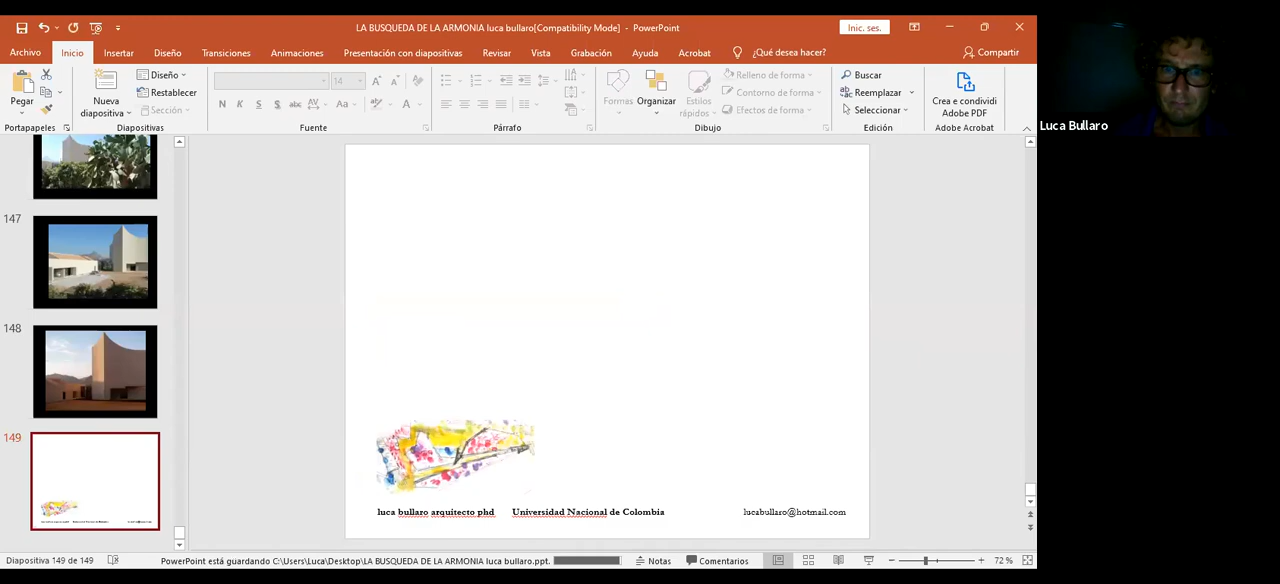 LA BUSQUEDA DE LA ARMONIA luca bullaro[Compatibility Mode] - PowerPoint
Inic. ses.
Archivo Inicio Insertar Diseño Transiciones Animaciones Presentación con diapositivas Revisar Vista Grabación Ayuda Acrobat ¿Qué desea hacer? Compartir
Pegar
Portapapeles
Nueva diapositiva
Diseño
Restablecer
Sección
Diapositivas
14
N K S S abc AV Aa A
Fuente
Párrafo
Formas
Organizar
Estilos rápidos
Relleno de forma
Contorno de forma
Efectos de forma
Dibujo
Buscar
Reemplazar
Seleccionar
Edición
Crea e condividi Adobe PDF
Adobe Acrobat
Luca Bullaro
147
148
149
luca bullaro arquitecto phd Universidad Nacional de Colombia lucabullaro@hotmail.com
Diapositiva 149 de 149 PowerPoint está guardando C:\Users\Luca\Desktop\LA BUSQUEDA DE LA ARMONIA luca bullaro.ppt. Notas Comentarios 72 %